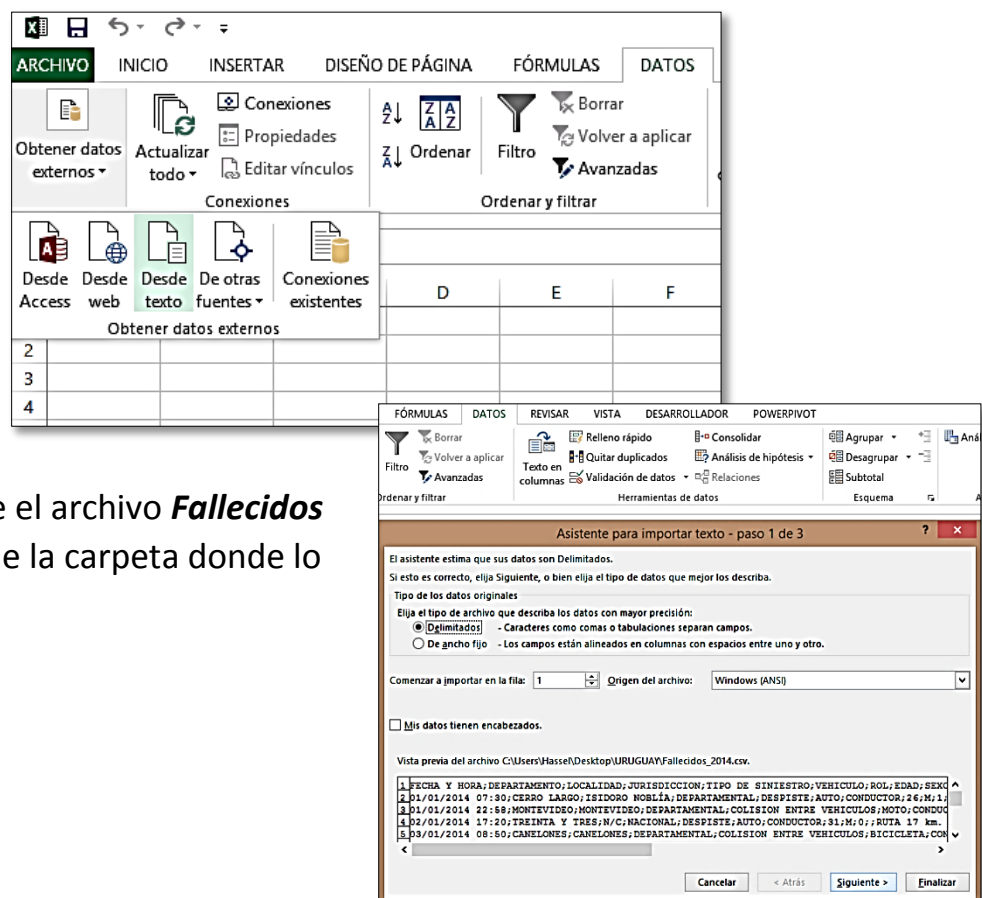 ARCHIVO INICIO INSERTAR DISEÑO DE PÁGINA FÓRMULAS DATOS
Obtener datos externos
Actualizar todo
Conexiones
Propiedades
Editar vínculos
Conexiones
Ordenar
Filtro
Borrar
Volver a aplicar
Avanzadas
Ordenar y filtrar
Desde Access
Desde web
Desde texto
De otras fuentes
Conexiones existentes
Obtener datos externos
D E F
2
3
4
e el archivo Fallecidos
e la carpeta donde lo
FÓRMULAS DATOS REVISAR VISTA DESARROLLADOR POWERPIVOT
Filtro
Borrar
Volver a aplicar
Avanzadas
Ordenar y filtrar
Texto en columnas
Relleno rápido
Quitar duplicados
Validación de datos
Consolidar
Análisis de hipótesis
Relaciones
Herramientas de datos
Agrupar
Desagrupar
Subtotal
Esquema
Anál
Asistente para importar texto - paso 1 de 3 ?
El asistente estima que sus datos son Delimitados.
Si esto es correcto, elija Siguiente, o bien elija el tipo de datos que mejor los describa.
Tipo de los datos originales
Elija el tipo de archivo que describa los datos con mayor precisión:
Delimitados - Caracteres como comas o tabulaciones separan campos.
De ancho fijo - Los campos están alineados en columnas con espacios entre uno y otro.
Comenzar a importar en la fila: 1 Origen del archivo: Windows (ANSI)
Mis datos tienen encabezados.
Vista previa del archivo C:\Users\Hassel\Desktop\URUGUAY\Fallecidos_2014.csv.
1 FECHA Y HORA;DEPARTAMENTO;LOCALIDAD;JURISDICCION;TIPO DE SINIESTRO;VEHICULO;ROL;EDAD;SEXO
2 01/01/2014 07:30;CERRO LARGO;ISIDORO NOBLÍA;DEPARTAMENTAL;DESPISTE;AUTO;CONDUCTOR;26;M;1;
3 01/01/2014 22:58;MONTEVIDEO;MONTEVIDEO;DEPARTAMENTAL;COLISION ENTRE VEHICULOS;MOTO;CONDUC
4 02/01/2014 17:20;TREINTA Y TRES;N/C;NACIONAL;DESPISTE;AUTO;CONDUCTOR;31;M;0;;RUTA 17 km.
5 03/01/2014 08:50;CANELONES;CANELONES;DEPARTAMENTAL;COLISION ENTRE VEHICULOS;BICICLETA;CON
Cancelar < Atrás Siguiente > Finalizar